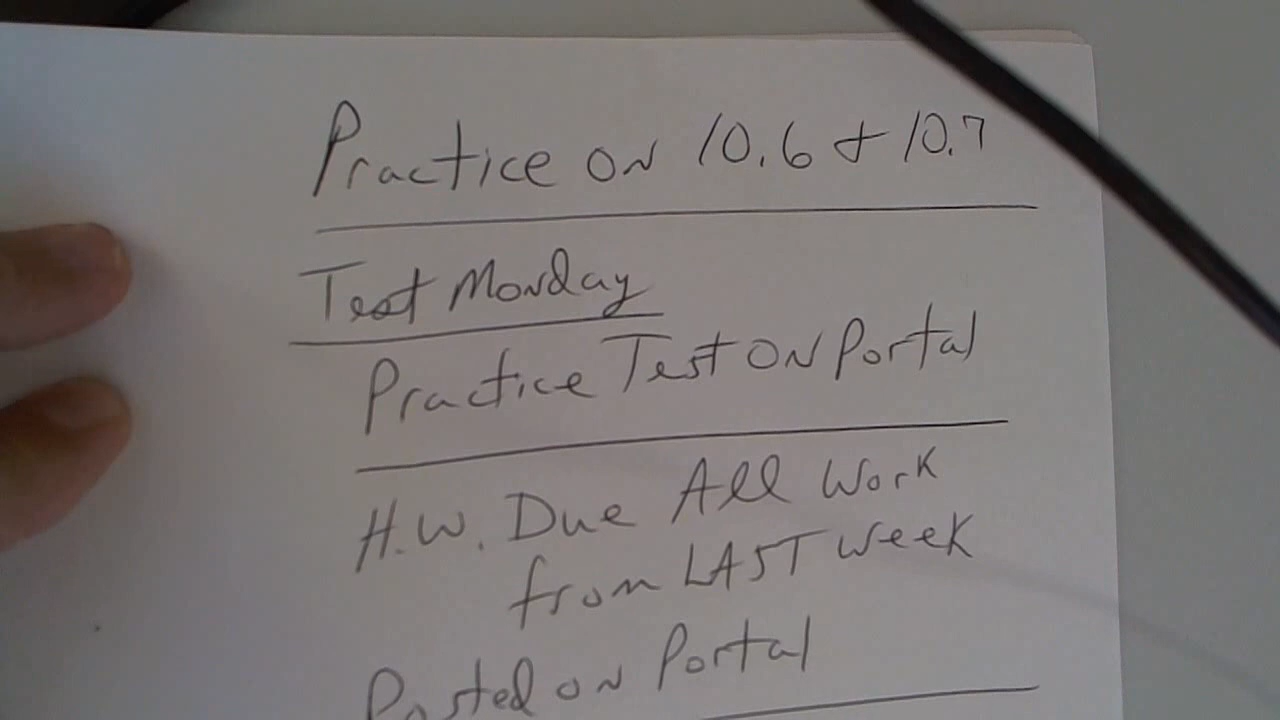 Practice on 10.6 & 10.7
Test Monday
Practice Test on Portal
H.W. Due All Work
from LAST Week
Posted on Portal